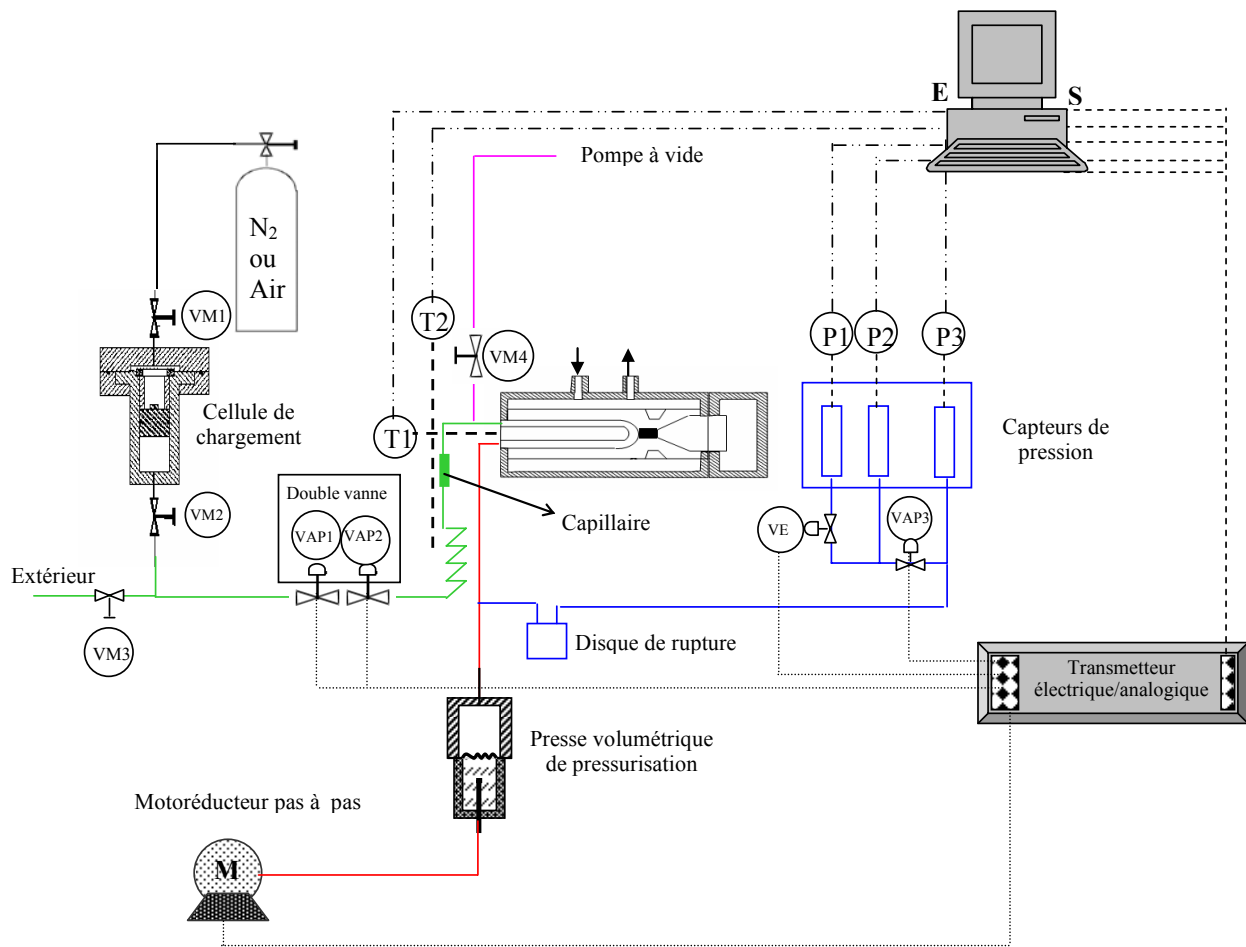 E
S
Pompe à vide
N2
ou
Air
VM1
T2
P1
P2
P3
VM4
Cellule de
chargement
T1
Capteurs de
pression
Double vanne
VM2
VAP1
VAP2
Capillaire
VE
VAP3
Extérieur
VM3
Disque de rupture
Transmetteur
électrique/analogique
Presse volumétrique
de pressurisation
Motoréducteur pas à pas
M